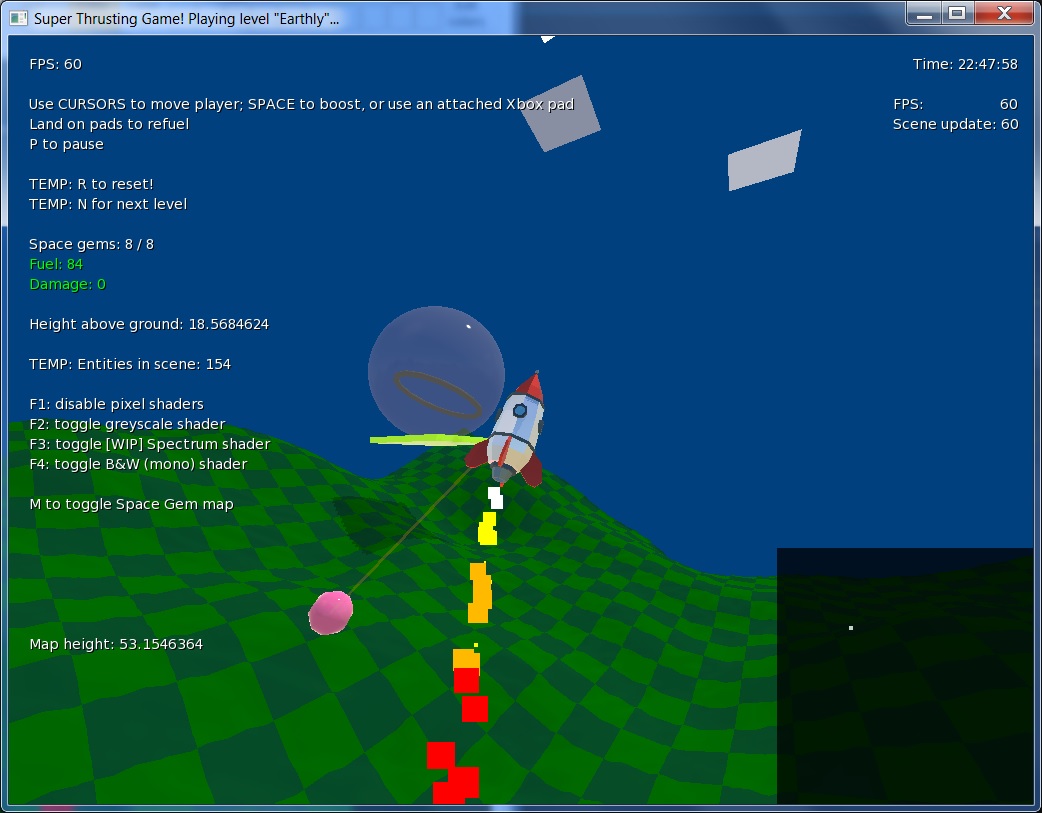 Super Thrusting Game! Playing level "Earthly"...
FPS: 60
Time: 22:47:58
Use CURSORS to move player; SPACE to boost, or use an attached Xbox pad
FPS: 60
Land on pads to refuel
Scene update: 60
P to pause
TEMP: R to reset!
TEMP: N for next level
Space gems: 8 / 8
Fuel: 84
Damage: 0
Height above ground: 18.5684624
TEMP: Entities in scene: 154
F1: disable pixel shaders
F2: toggle greyscale shader
F3: toggle [WIP] Spectrum shader
F4: toggle B&W (mono) shader
M to toggle Space Gem map
Map height: 53.1546364